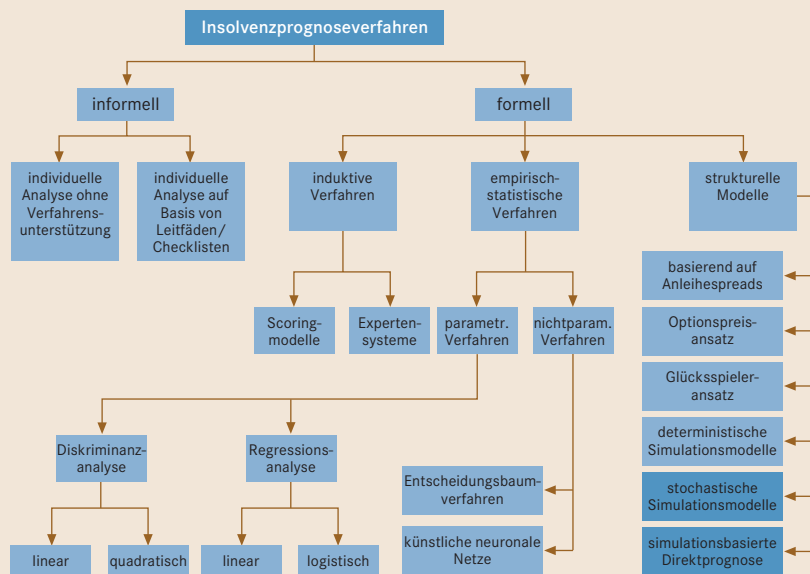 Insolvenzprognoseverfahren
informell
formell
individuelle
Analyse ohne
Verfahrens-
unterstützung
individuelle
Analyse auf
Basis von
Leitfäden/
Checklisten
induktive
Verfahren
empirisch-
statistische
Verfahren
strukturelle
Modelle
Scoring-
modelle
Experten-
systeme
parametr.
Verfahren
nichtparam.
Verfahren
basierend auf
Anleihespreads
Optionspreis-
ansatz
Glücksspieler-
ansatz
deterministische
Simulationsmodelle
stochastische
Simulationsmodelle
simulationsbasierte
Direktprognose
Diskriminanz-
analyse
Regressions-
analyse
Entscheidungsbaum-
verfahren
künstliche neuronale
Netze
linear
quadratisch
linear
logistisch